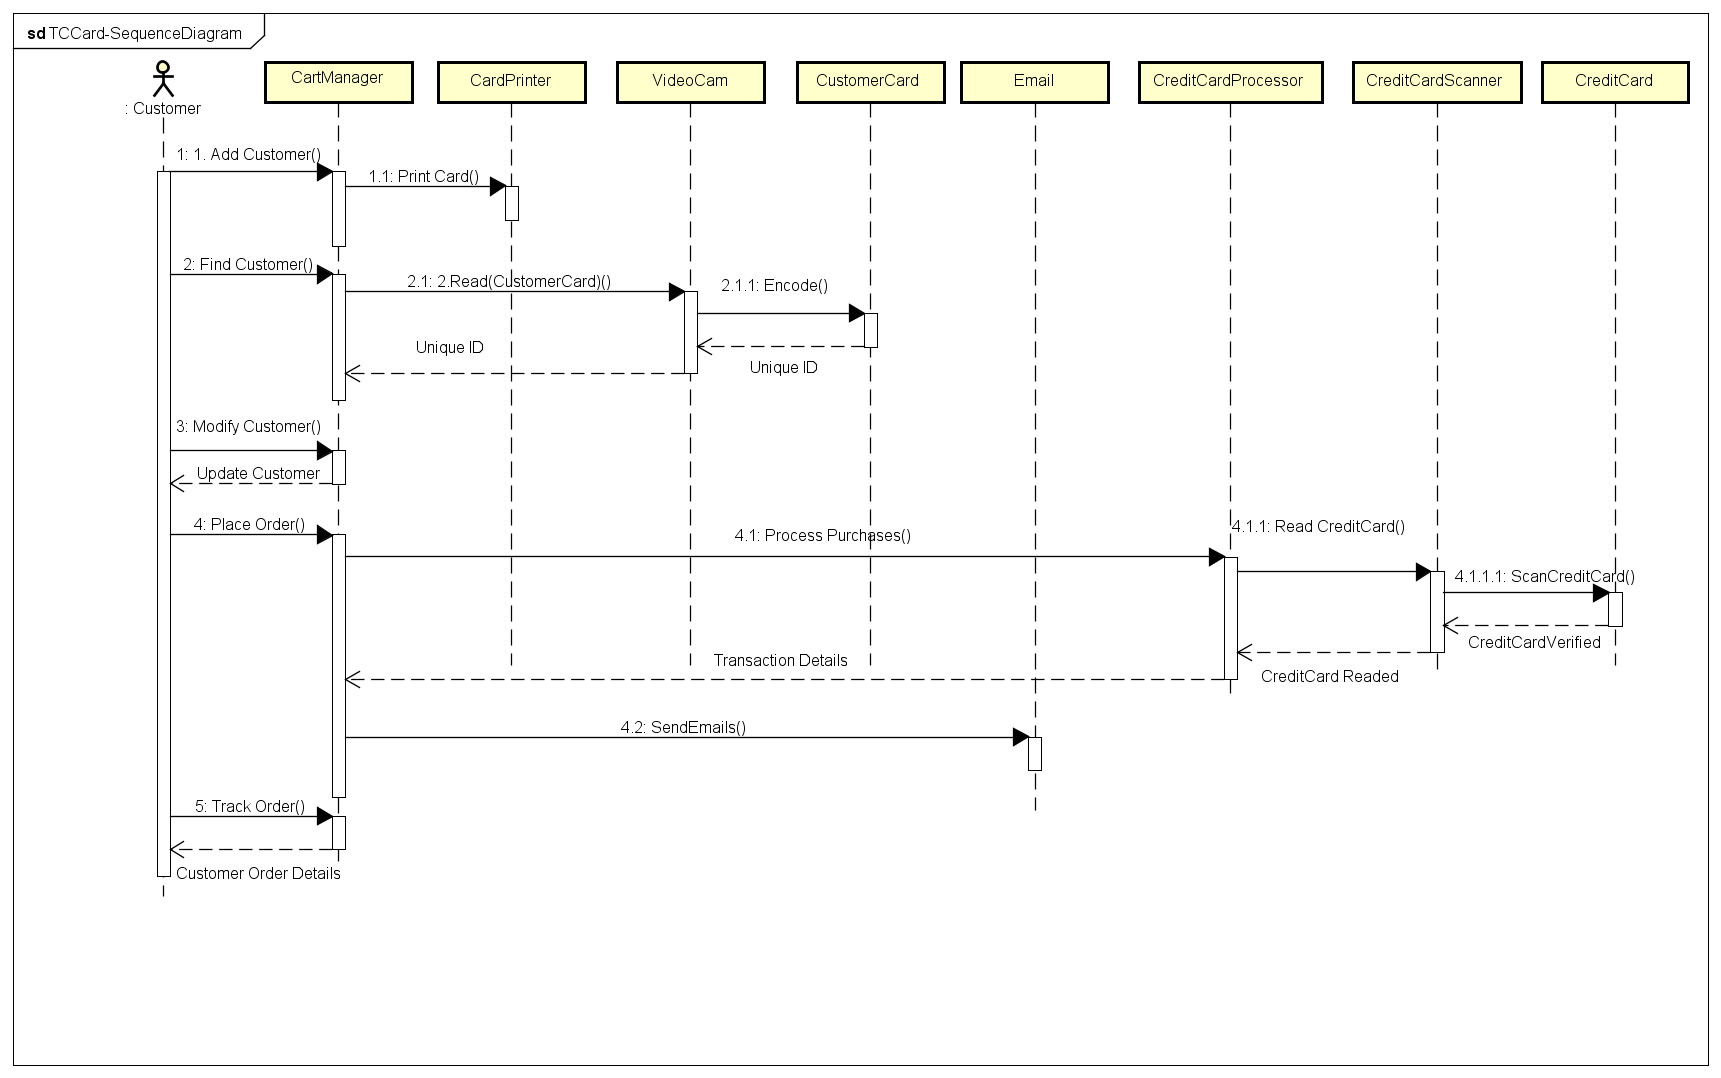 sd TCCard-SequenceDiagram
: Customer
CartManager
CardPrinter
VideoCam
CustomerCard
Email
CreditCardProcessor
CreditCardScanner
CreditCard
1: 1. Add Customer()
1.1: Print Card()
2: Find Customer()
2.1: 2.Read(CustomerCard)()
2.1.1: Encode()
Unique ID
Unique ID
3: Modify Customer()
Update Customer
4: Place Order()
4.1: Process Purchases()
4.1.1: Read CreditCard()
4.1.1.1: ScanCreditCard()
CreditCardVerified
Transaction Details
CreditCard Readed
4.2: SendEmails()
5: Track Order()
Customer Order Details